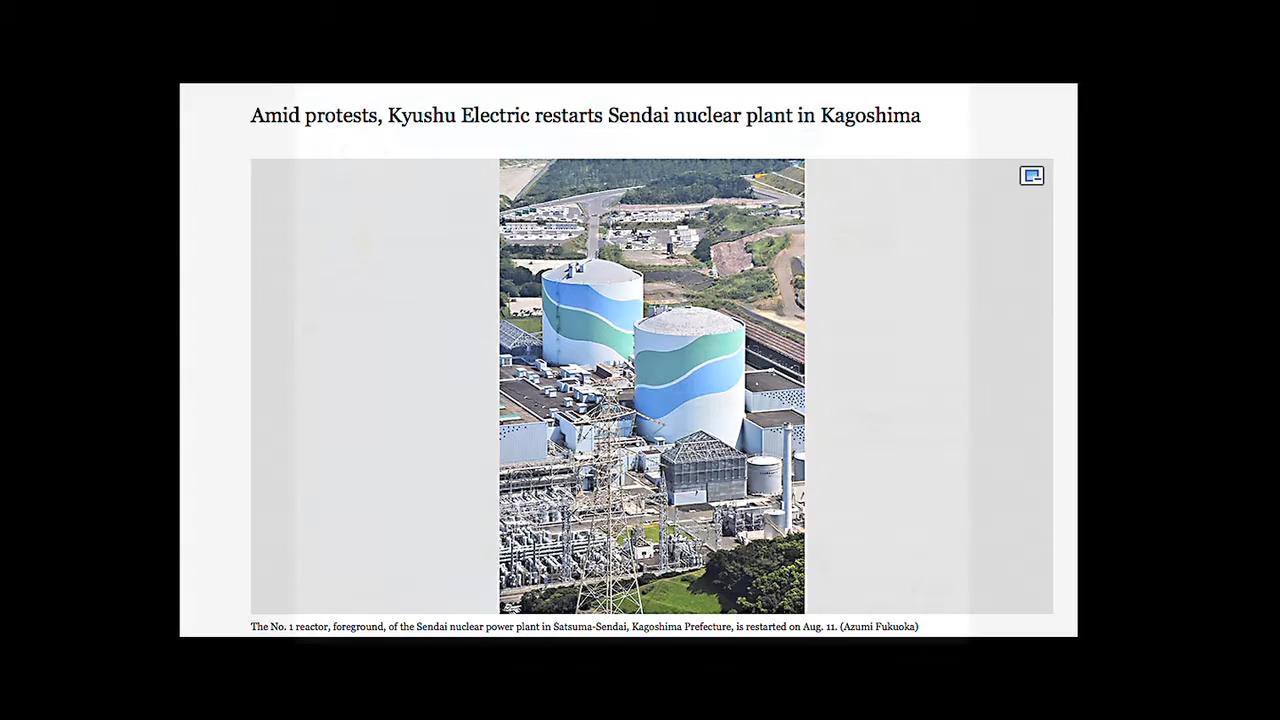 Amid protests, Kyushu Electric restarts Sendai nuclear plant in Kagoshima
The No. 1 reactor, foreground, of the Sendai nuclear power plant in Satsuma-Sendai, Kagoshima Prefecture, is restarted on Aug. 11. (Azumi Fukuoka)